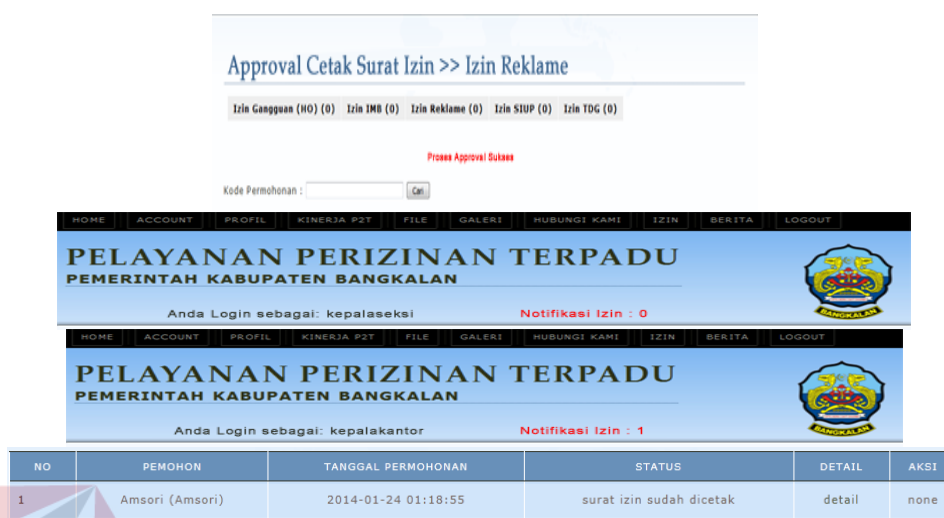 Approval Cetak Surat Izin >> Izin Reklame
Izin Gangguan (HO) (0) Izin IMB (0) Izin Reklame (0) Izin SIUP (0) Izin TDG (0)
Proses Approval Sukses
Kode Permohonan : Cari
HOME ACCOUNT PROFIL KINERJA P2T FILE GALERI HUBUNGI KAMI IZIN BERITA LOGOUT
PELAYANAN PERIZINAN TERPADU
PEMERINTAH KABUPATEN BANGKALAN
BANGKALAN
Anda Login sebagai: kepalaseksi Notifikasi Izin : 0
HOME ACCOUNT PROFIL KINERJA P2T FILE GALERI HUBUNGI KAMI IZIN BERITA LOGOUT
PELAYANAN PERIZINAN TERPADU
PEMERINTAH KABUPATEN BANGKALAN
BANGKALAN
Anda Login sebagai: kepalakantor Notifikasi Izin : 1
NO PEMOHON TANGGAL PERMOHONAN STATUS DETAIL AKSI
1 Amsori (Amsori) 2014-01-24 01:18:55 surat izin sudah dicetak detail none